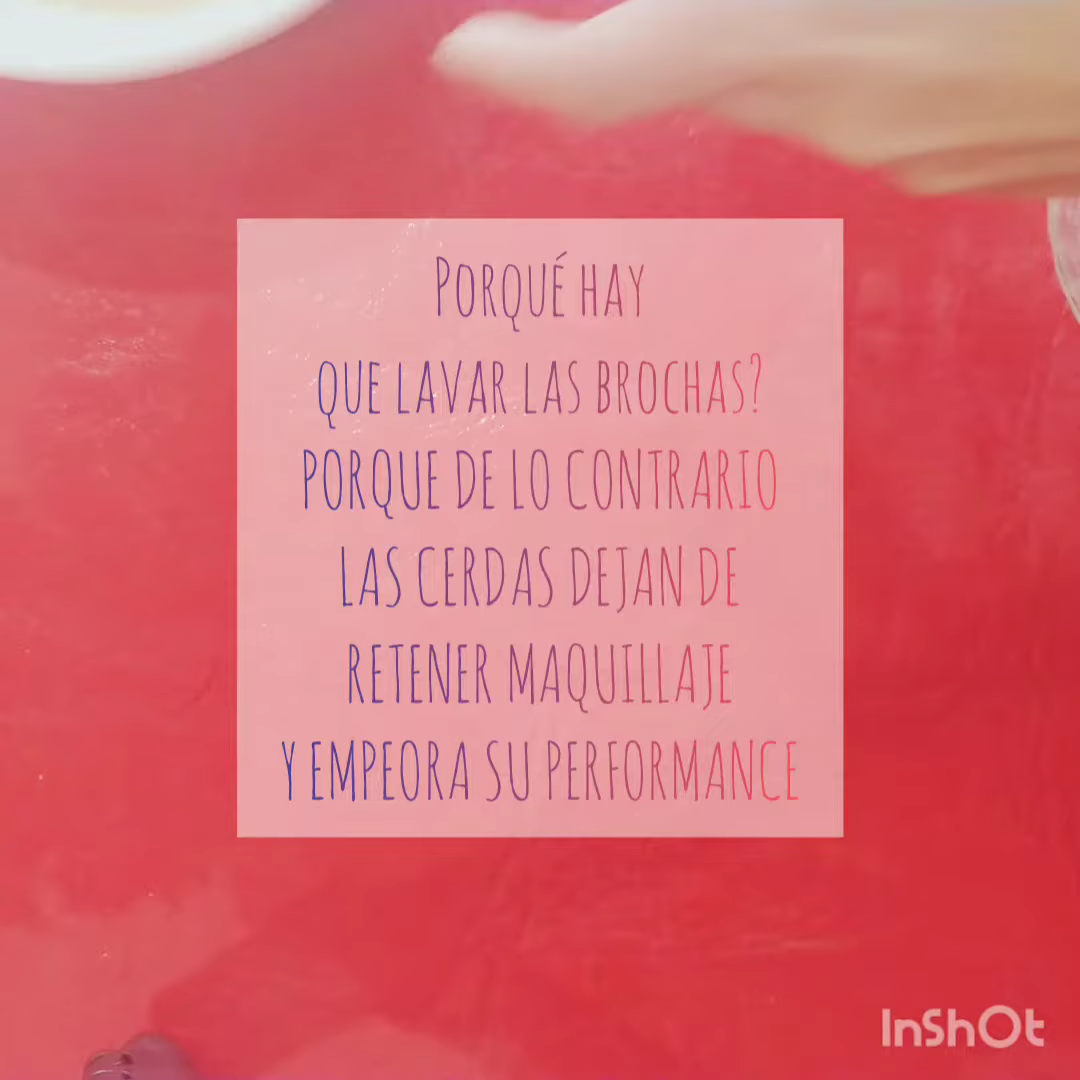 PORQUÉ HAY
QUE LAVAR LAS BROCHAS?
PORQUE DE LO CONTRARIO
LAS CERDAS DEJAN DE
RETENER MAQUILLAJE
Y EMPEORA SU PERFORMANCE
InShOt